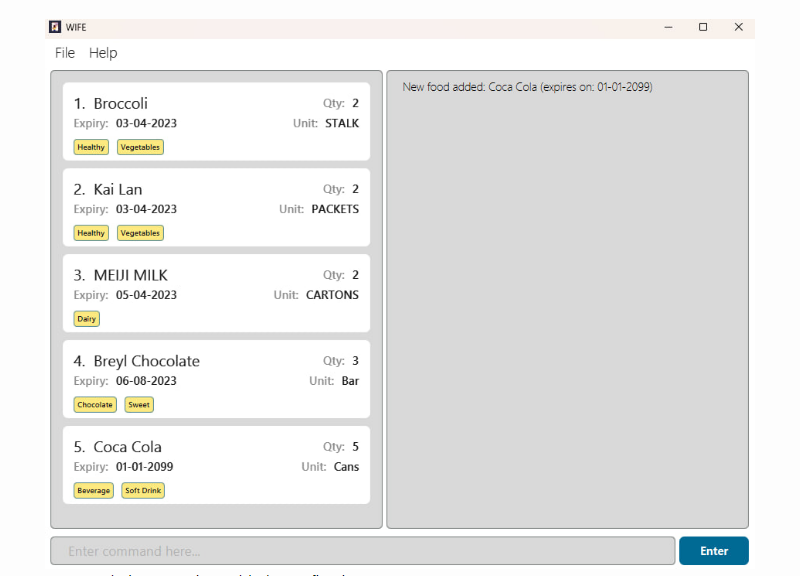 WIFE
File Help
1. Broccoli Qty: 2
Expiry: 03-04-2023 Unit: STALK
Healthy Vegetables
2. Kai Lan Qty: 2
Expiry: 03-04-2023 Unit: PACKETS
Healthy Vegetables
3. MEIJI MILK Qty: 2
Expiry: 05-04-2023 Unit: CARTONS
Dairy
4. Breyl Chocolate Qty: 3
Expiry: 06-08-2023 Unit: Bar
Chocolate Sweet
5. Coca Cola Qty: 5
Expiry: 01-01-2099 Unit: Cans
Beverage Soft Drink
New food added: Coca Cola (expires on: 01-01-2099)
Enter command here... Enter